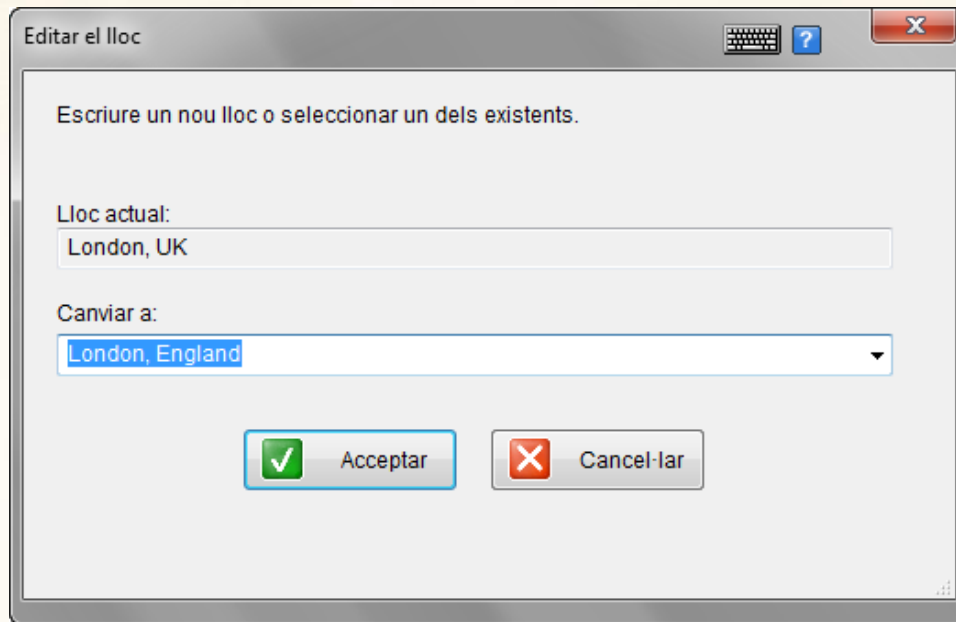 Editar el lloc
?
Escriure un nou lloc o seleccionar un dels existents.
Lloc actual:
London, UK
Canviar a:
London, England
Acceptar
Cancel·lar